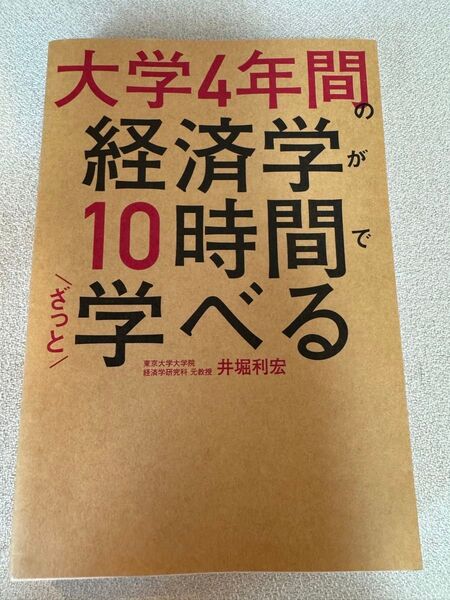 大学4年間の
経済学が
10時間で
ざっと
学べる
東京大学大学院
経済学研究科 元教授 井堀利宏